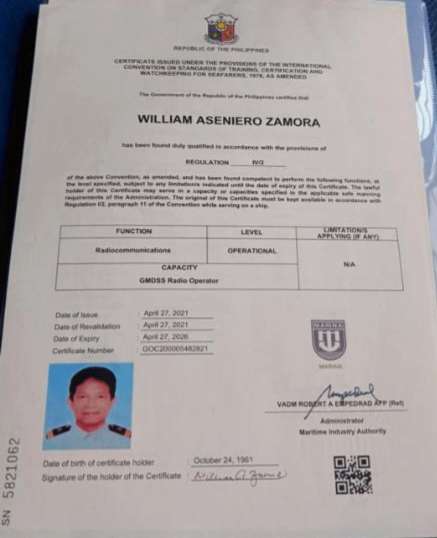 REPUBLIC OF THE PHILIPPINES
CERTIFICATE ISSUED UNDER THE PROVISIONS OF THE INTERNATIONAL
CONVENTION ON STANDARDS OF TRAINING, CERTIFICATION AND
WATCHKEEPING FOR SEAFARERS, 1978, AS AMENDED
The Government of the Republic of the Philippines certifies that
WILLIAM ASENIERO ZAMORA
has been found duly qualified in accordance with the provisions of
REGULATION IV/2
of the above Convention, as amended, and has been found competent to perform the following functions, at
the level specified, subject to any limitations indicated until the date of expiry of this Certificate. The lawful
holder of this Certificate may serve in a capacity or capacities specified in the applicable safe manning
requirements of the Administration. The original of this Certificate must be kept available in accordance with
Regulation I/2, paragraph 11 of the Convention while serving on a ship.
FUNCTION LEVEL LIMITATION/S APPLYING (IF ANY)
Radiocommunications OPERATIONAL
N/A
CAPACITY
GMDSS Radio Operator
Date of Issue : April 27, 2021
Date of Revalidation : April 27, 2021
Date of Expiry : April 27, 2026
Certificate Number : GOC200005482821
MARINA
MARINA
VADM ROBERT A EMPEDRAD AFP (Ret)
Administrator
Maritime Industry Authority
Date of birth of certificate holder : October 24, 1961
Signature of the holder of the Certificate :
SN 5821062